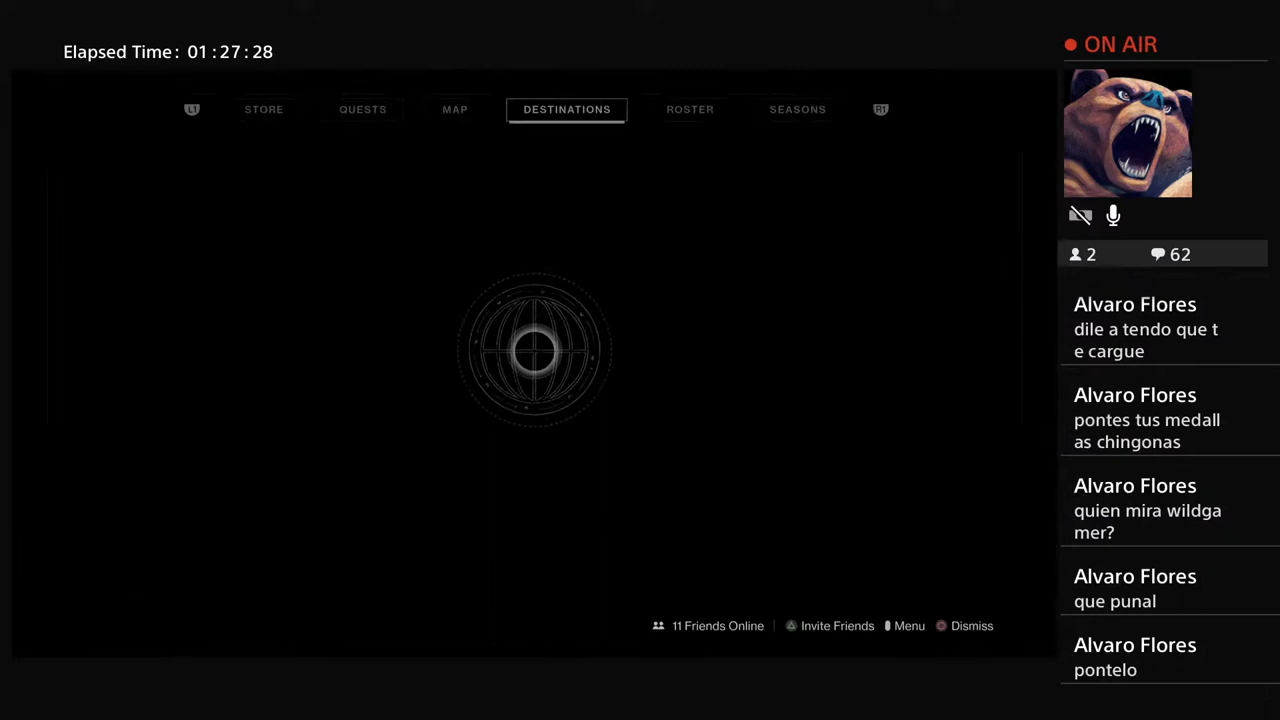 Elapsed Time: 01:27:28
ON AIR
L1 STORE QUESTS MAP DESTINATIONS ROSTER SEASONS R1
2 62
Alvaro Flores
dile a tendo que t
e cargue
Alvaro Flores
pontes tus medall
as chingonas
Alvaro Flores
quien mira wildga
mer?
Alvaro Flores
que punal
Alvaro Flores
pontelo
11 Friends Online Invite Friends Menu Dismiss